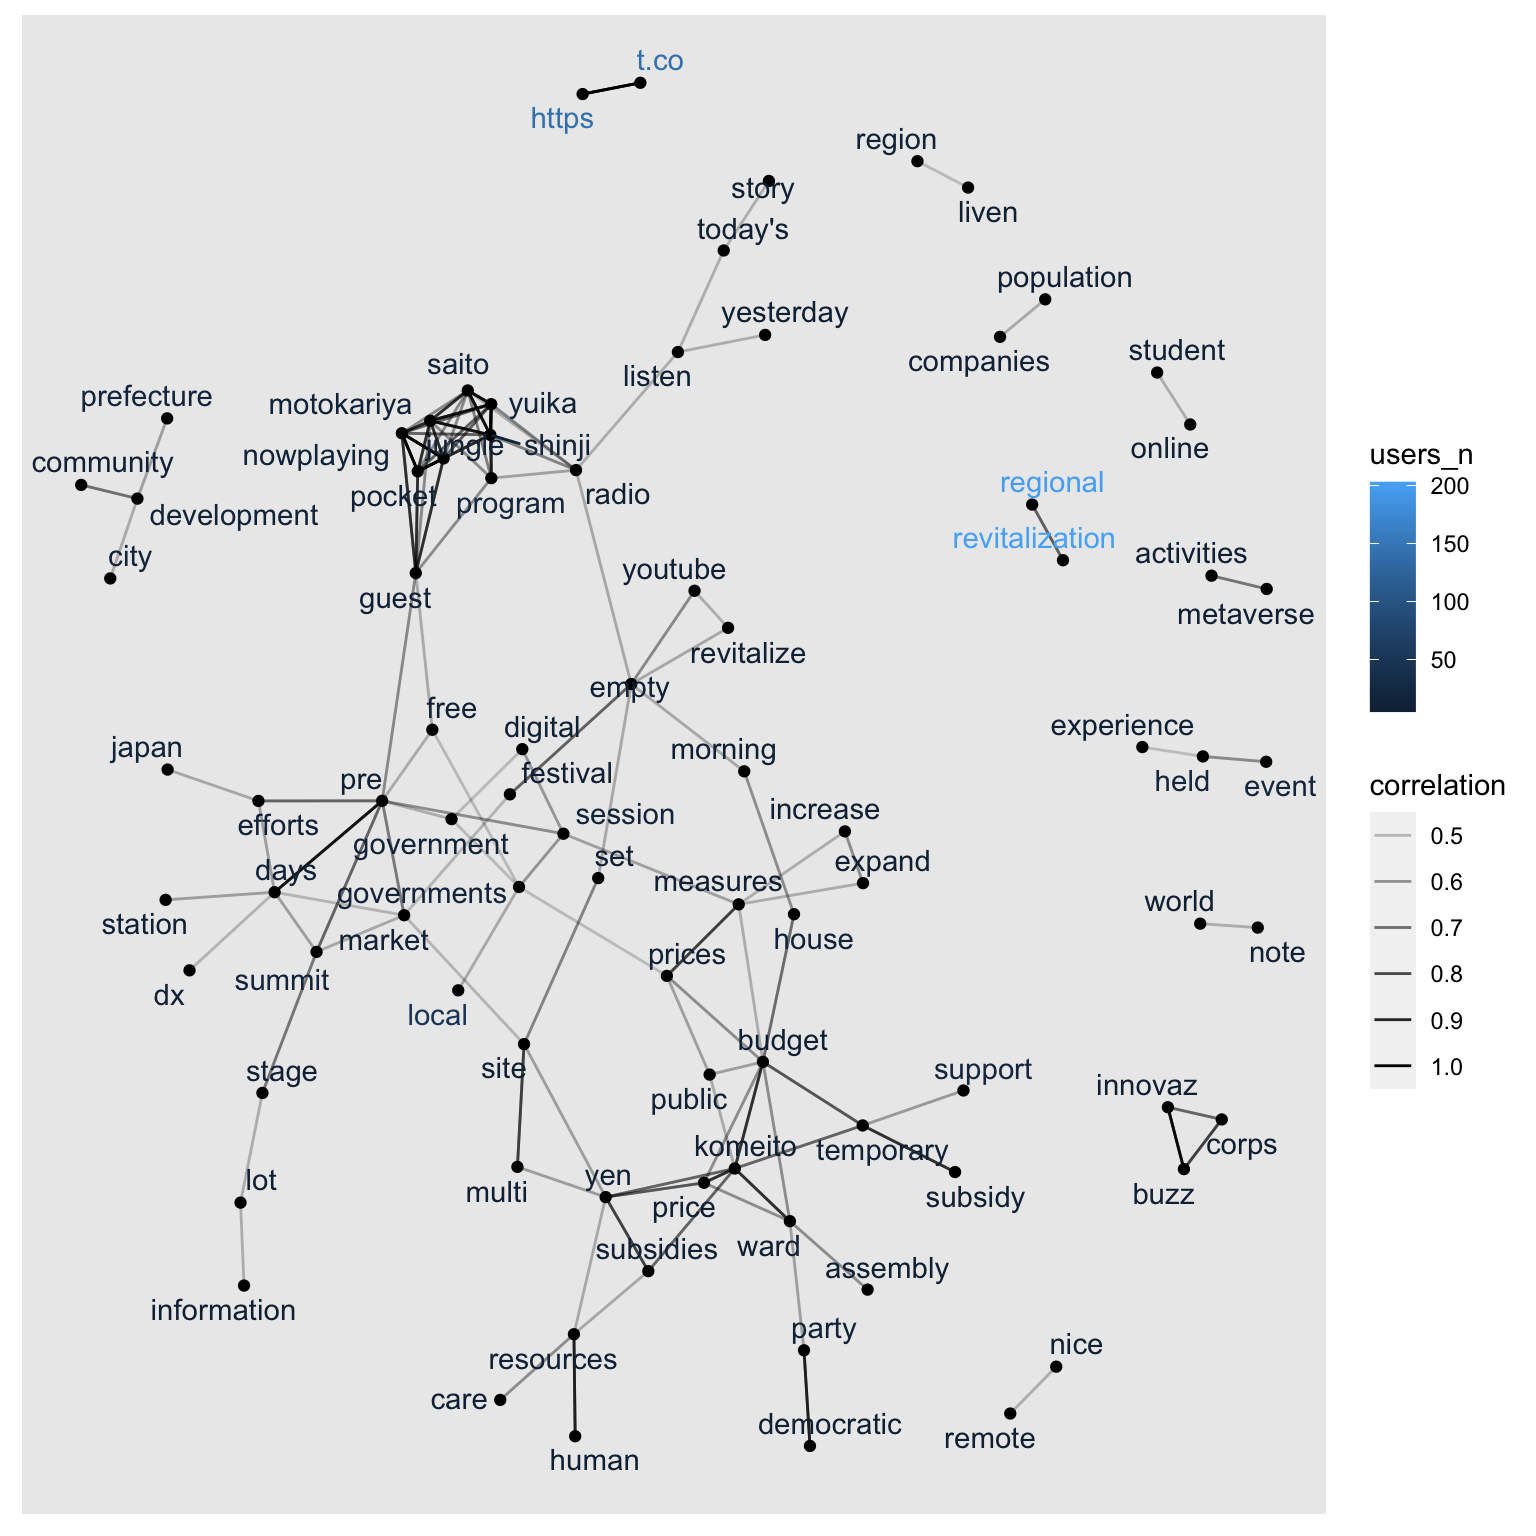 t.co
https
region
story
liven
today's
population
yesterday
student
companies
saito
listen
prefecture
motokariya
yuika
online
jungle
shinji
nowplaying
community
users_n
regional
200
pocket
program
radio
development
revitalization
150
city
activities
youtube
guest
100
metaverse
revitalize
50
empty
free
digital
experience
japan
morning
festival
pre
held
event
correlation
increase
session
efforts
0.5
government
set
expand
days
measures
0.6
governments
world
station
market
house
0.7
prices
note
summit
dx
0.8
local
0.9
budget
site
stage
support
1.0
innovaz
public
komeito
temporary
corps
lot
yen
multi
price
subsidy
buzz
subsidies
ward
assembly
information
party
nice
resources
care
democratic
remote
human